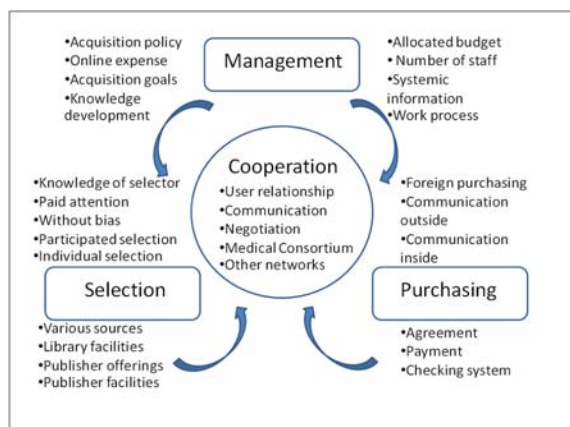 •Acquisition policy
•Online expense
•Acquisition goals
•Knowledge
development
Management
•Allocated budget
•Number of staff
•Systemic
information
•Work process
Cooperation
•User relationship
•Communication
•Negotiation
•Medical Consortium
•Other networks
•Knowledge of selector
•Paid attention
•Without bias
•Participated selection
•Individual selection
Selection
•Various sources
•Library facilities
•Publisher offerings
•Publisher facilities
•Foreign purchasing
•Communication
outside
•Communication
inside
Purchasing
•Agreement
•Payment
•Checking system